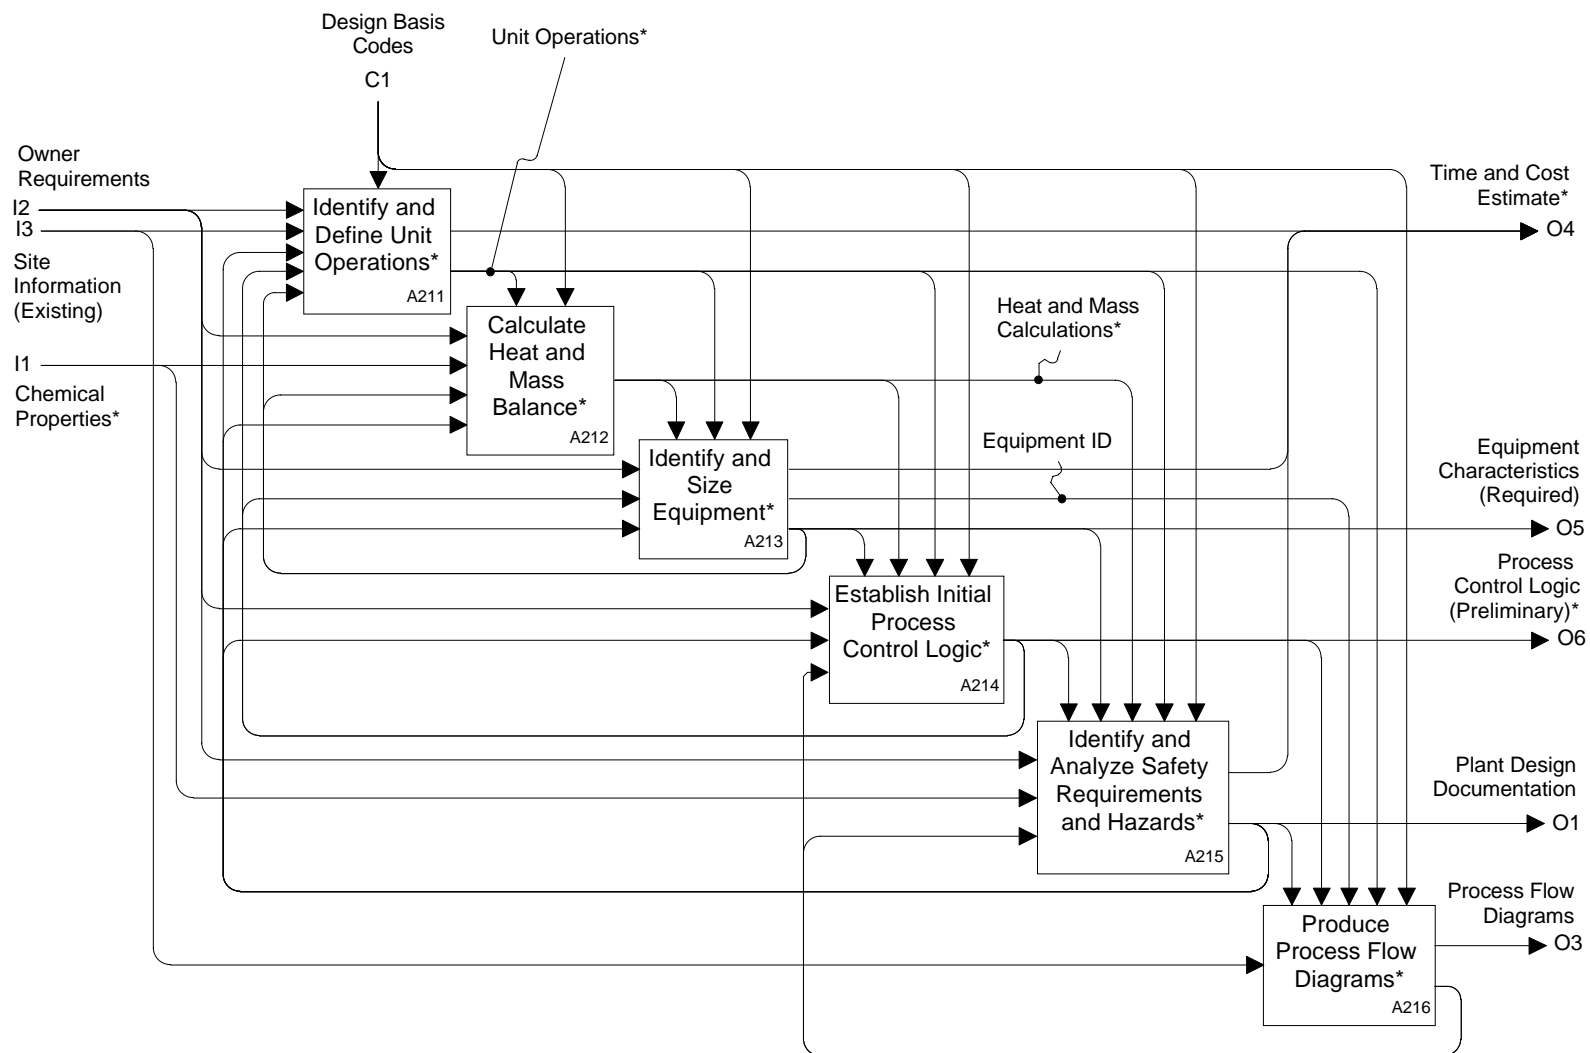 Design Basis
Codes
C1
Unit Operations*
Owner
Requirements
I2
I3
Site
Information
(Existing)
I1
Chemical
Properties*
Identify and
Define Unit
Operations*
A211
Calculate
Heat and
Mass
Balance*
A212
Heat and Mass
Calculations*
Equipment ID
Identify and
Size
Equipment*
A213
Establish Initial
Process
Control Logic*
A214
Identify and
Analyze Safety
Requirements
and Hazards*
A215
Produce
Process Flow
Diagrams*
A216
Time and Cost
Estimate*
O4
Equipment
Characteristics
(Required)
O5
Process
Control Logic
(Preliminary)*
O6
Plant Design
Documentation
O1
Process Flow
Diagrams
O3